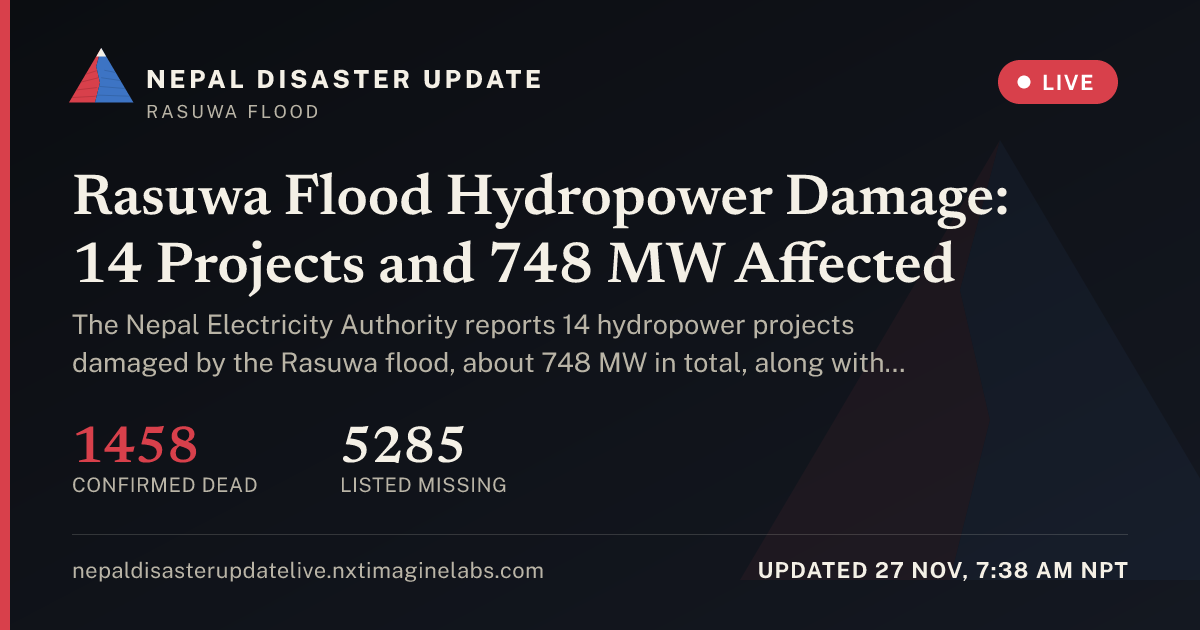 NEPAL DISASTER UPDATE
RASUWA FLOOD
LIVE
Rasuwa Flood Hydropower Damage:
14 Projects and 748 MW Affected
The Nepal Electricity Authority reports 14 hydropower projects
damaged by the Rasuwa flood, about 748 MW in total, along with...
1458
CONFIRMED DEAD
5285
LISTED MISSING
nepaldisasterupdatelive.nxtimaginelabs.com
UPDATED 27 NOV, 7:38 AM NPT